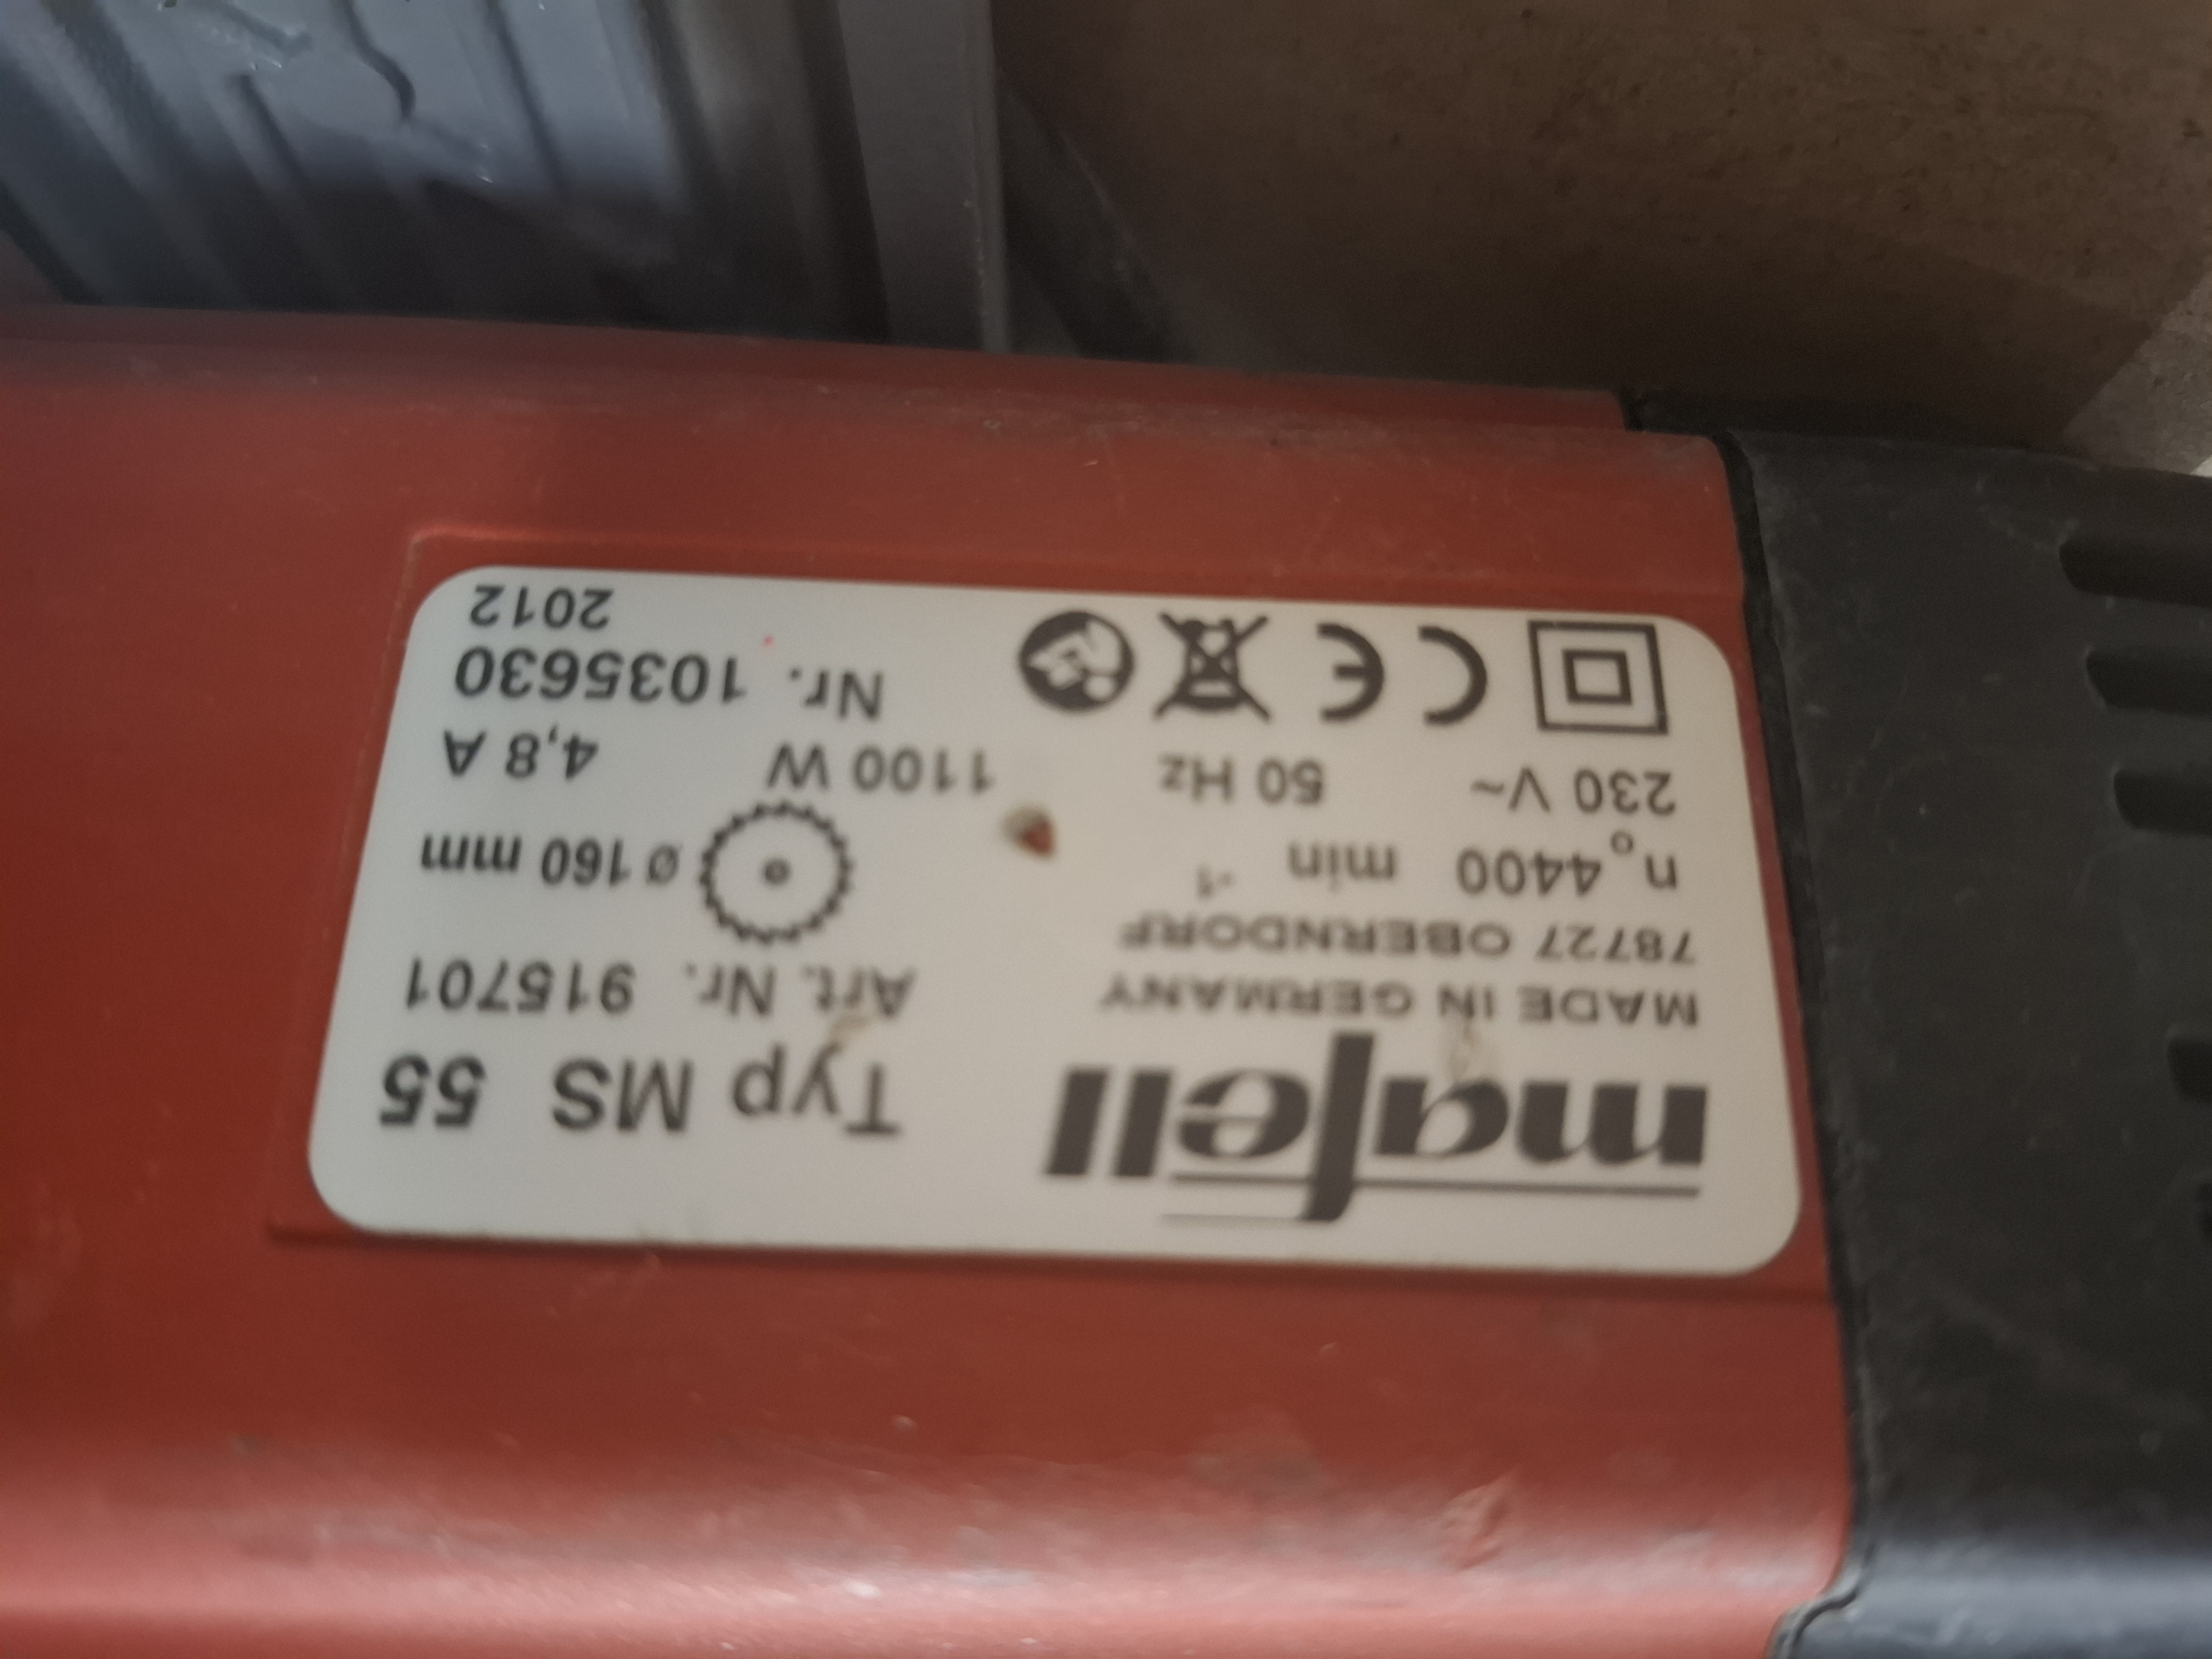 mafell
MADE IN GERMANY
78727 OBERNDORF
n₀ 4400 min⁻¹
230 V~ 50 Hz
CE
Typ MS 55
Art. Nr. 915701
ø 160 mm
1100 W 4,8 A
Nr. 1035630
2012